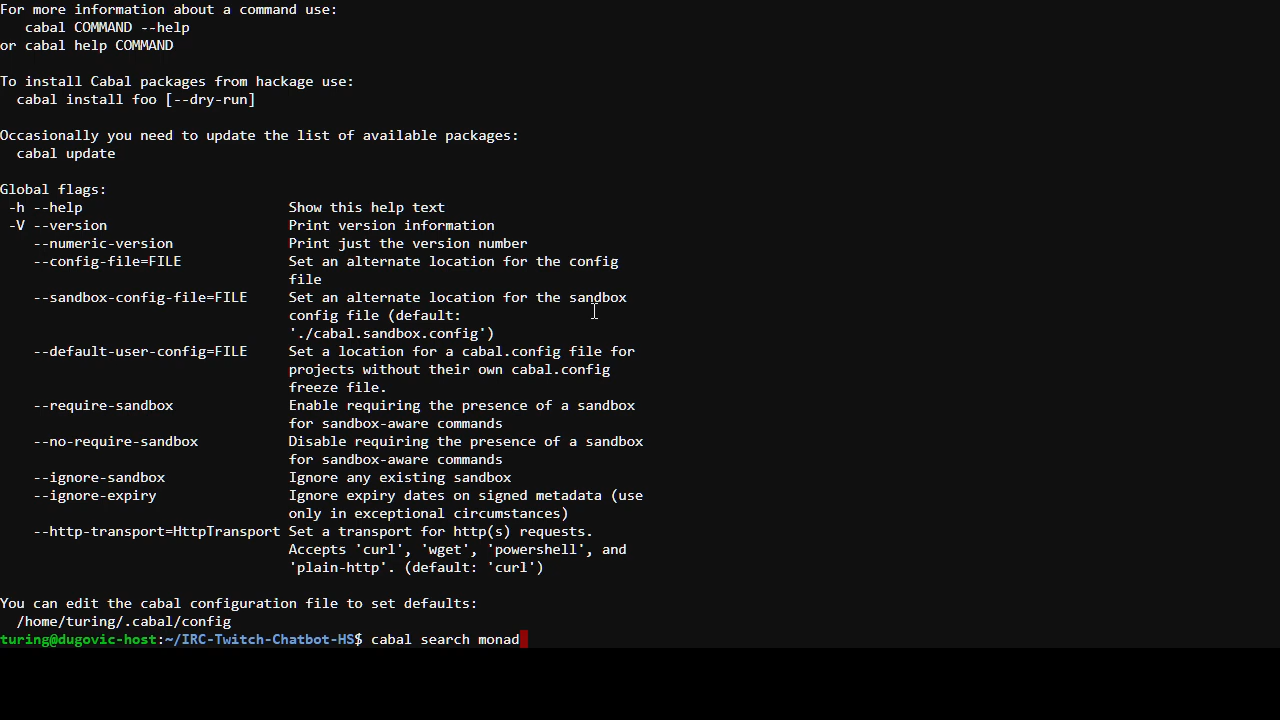 For more information about a command use:
   cabal COMMAND --help
or cabal help COMMAND

To install Cabal packages from hackage use:
  cabal install foo [--dry-run]

Occasionally you need to update the list of available packages:
  cabal update

Global flags:
 -h --help                         Show this help text
 -V --version                      Print version information
    --numeric-version              Print just the version number
    --config-file=FILE             Set an alternate location for the config
                                   file
    --sandbox-config-file=FILE     Set an alternate location for the sandbox
                                   config file (default:
                                   './cabal.sandbox.config')
    --default-user-config=FILE     Set a location for a cabal.config file for
                                   projects without their own cabal.config
                                   freeze file.
    --require-sandbox              Enable requiring the presence of a sandbox
                                   for sandbox-aware commands
    --no-require-sandbox           Disable requiring the presence of a sandbox
                                   for sandbox-aware commands
    --ignore-sandbox               Ignore any existing sandbox
    --ignore-expiry                Ignore expiry dates on signed metadata (use
                                   only in exceptional circumstances)
    --http-transport=HttpTransport Set a transport for http(s) requests.
                                   Accepts 'curl', 'wget', 'powershell', and
                                   'plain-http'. (default: 'curl')

You can edit the cabal configuration file to set defaults:
  /home/turing/.cabal/config
turing@dugovic-host:~/IRC-Twitch-Chatbot-HS$ cabal search monad